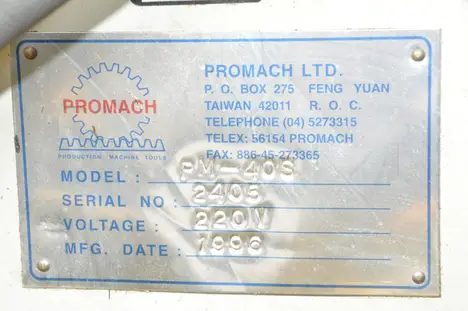 PROMACH
PRODUCTION MACHINE TOOLS
PROMACH LTD.
P. O. BOX 275 FENG YUAN
TAIWAN 42011 R. O. C.
TELEPHONE (04) 5273315
TELEX: 56154 PROMACH
FAX: 886-45-273365
MODEL : PM-40S
SERIAL NO : 2405
VOLTAGE : 220V
MFG. DATE : 1996